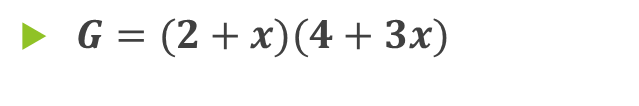 G = (2 + x)(4 + 3x)